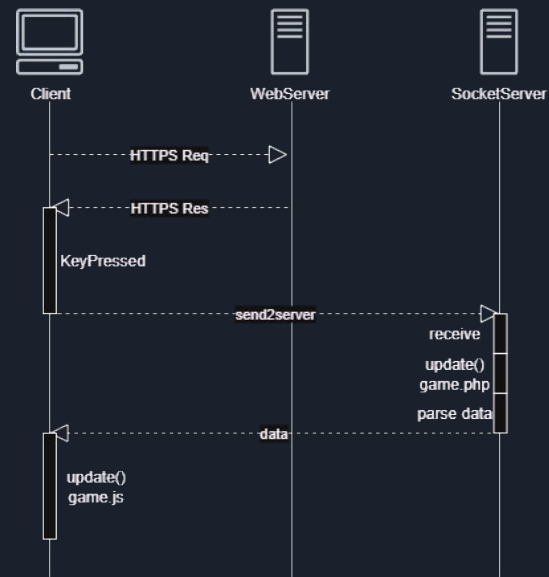 Client
WebServer
SocketServer
HTTPS Req
HTTPS Res
KeyPressed
send2server
receive
update()
game.php
parse data
data
update()
game.js